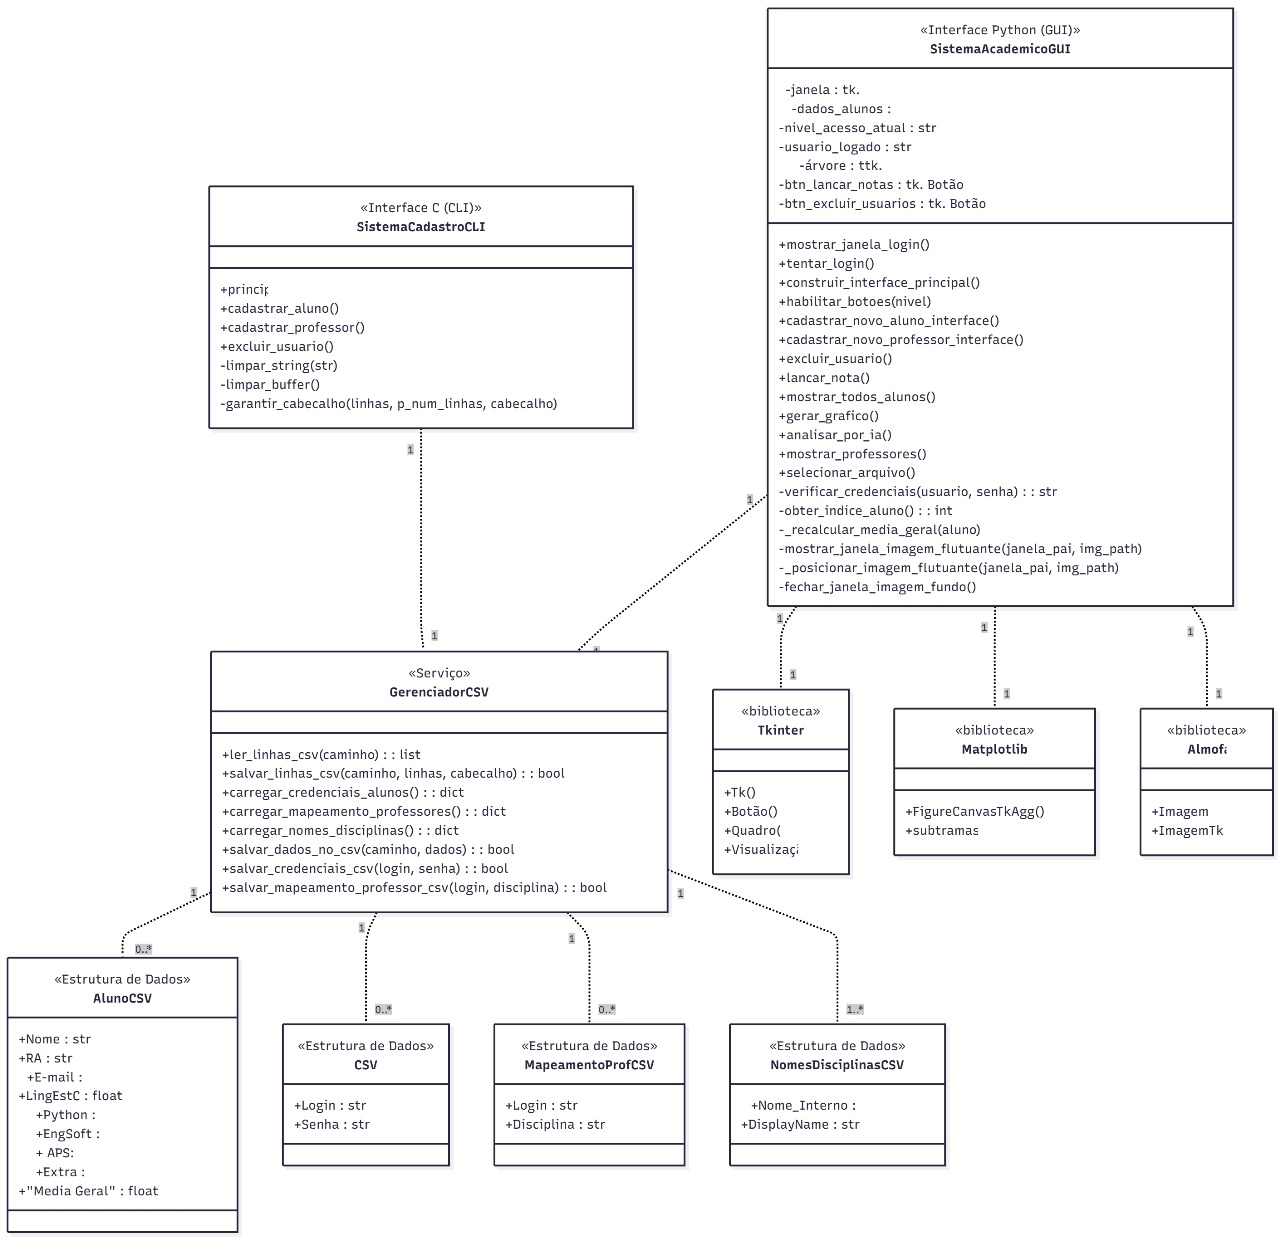 «Interface Python (GUI)»
SistemaAcademicoGUI
-janela : tk.
-dados_alunos :
-nivel_acesso_atual : str
-usuario_logado : str
-árvore : ttk.
-btn_lancar_notas : tk. Botão
-btn_excluir_usuarios : tk. Botão
+mostrar_janela_login()
+tentar_login()
+construir_interface_principal()
+habilitar_botoes(nivel)
+cadastrar_novo_aluno_interface()
+cadastrar_novo_professor_interface()
+excluir_usuario()
+lancar_nota()
+mostrar_todos_alunos()
+gerar_grafico()
+analisar_por_ia()
+mostrar_professores()
+selecionar_arquivo()
-verificar_credenciais(usuario, senha) : : str
-obter_indice_aluno() : : int
-_recalcular_media_geral(aluno)
-mostrar_janela_imagem_flutuante(janela_pai, img_path)
-_posicionar_imagem_flutuante(janela_pai, img_path)
-fechar_janela_imagem_fundo()
«Interface C (CLI)»
SistemaCadastroCLI
+princip
+cadastrar_aluno()
+cadastrar_professor()
+excluir_usuario()
-limpar_string(str)
-limpar_buffer()
-garantir_cabecalho(linhas, p_num_linhas, cabecalho)
1
1
1
1
1
1
1
1
1
1
«Serviço»
GerenciadorCSV
+ler_linhas_csv(caminho) : : list
+salvar_linhas_csv(caminho, linhas, cabecalho) : : bool
+carregar_credenciais_alunos() : : dict
+carregar_mapeamento_professores() : : dict
+carregar_nomes_disciplinas() : : dict
+salvar_dados_no_csv(caminho, dados) : : bool
+salvar_credenciais_csv(login, senha) : : bool
+salvar_mapeamento_professor_csv(login, disciplina) : : bool
«biblioteca»
Tkinter
+Tk()
+Botão()
+Quadro(
+Visualizaç
«biblioteca»
Matplotlib
+FigureCanvasTkAgg()
+subtramas
«biblioteca»
Almof
+Imagem
+ImagemTk
1
1
1
1
0..*
0..*
0..*
1..*
«Estrutura de Dados»
AlunoCSV
+Nome : str
+RA : str
+E-mail :
+LingEstC : float
+Python :
+EngSoft :
+ APS:
+Extra :
+"Media Geral" : float
«Estrutura de Dados»
CSV
+Login : str
+Senha : str
«Estrutura de Dados»
MapeamentoProfCSV
+Login : str
+Disciplina : str
«Estrutura de Dados»
NomesDisciplinasCSV
+Nome_Interno :
+DisplayName : str